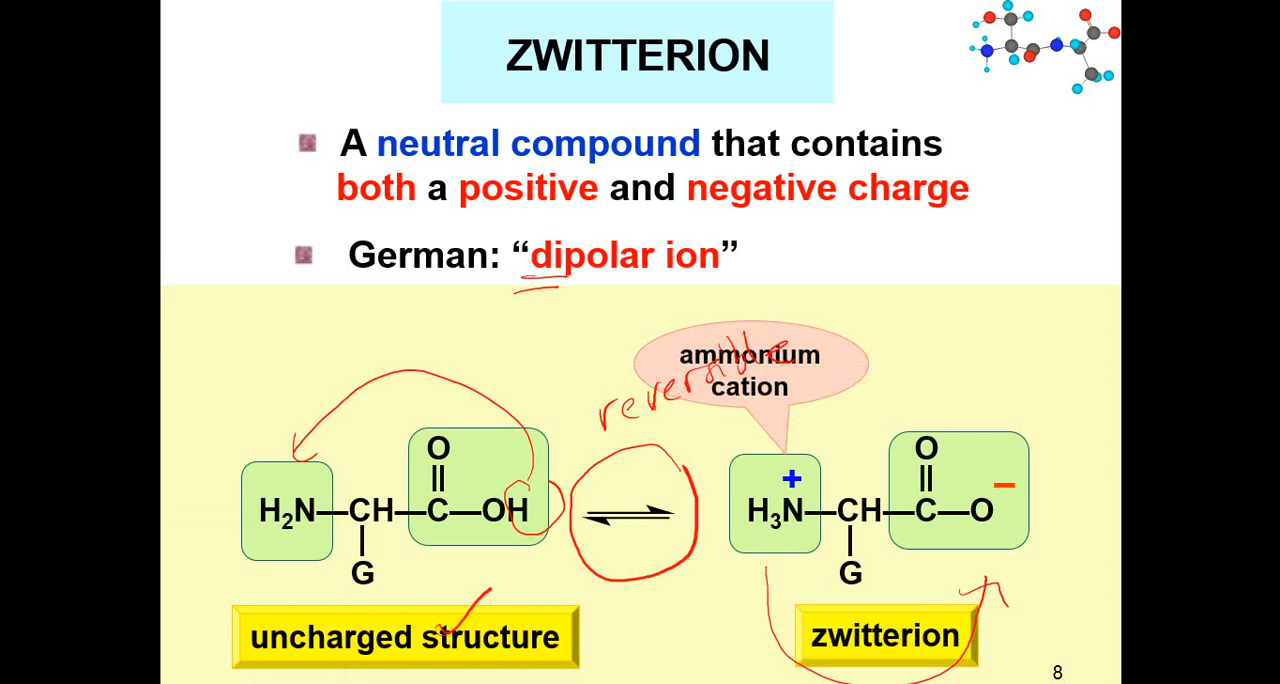 ZWITTERION
A neutral compound that contains
both a positive and negative charge
German: “dipolar ion”
ammonium
cation
reversible
O
H₂N—CH—C—OH
G
uncharged structure
+
O
−
H₃N—CH—C—O
G
zwitterion
8